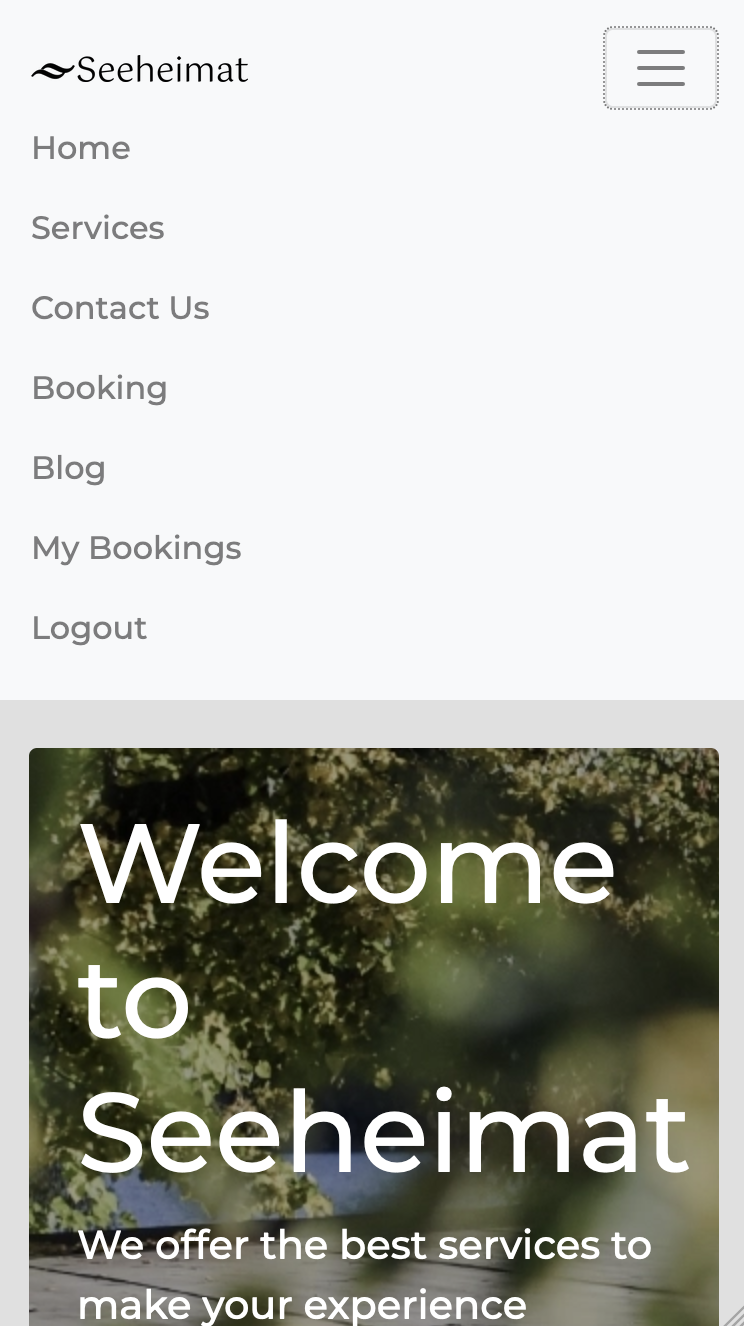 Seeheimat
Home
Services
Contact Us
Booking
Blog
My Bookings
Logout
Welcome
to
Seeheimat
We offer the best services to
make your experience